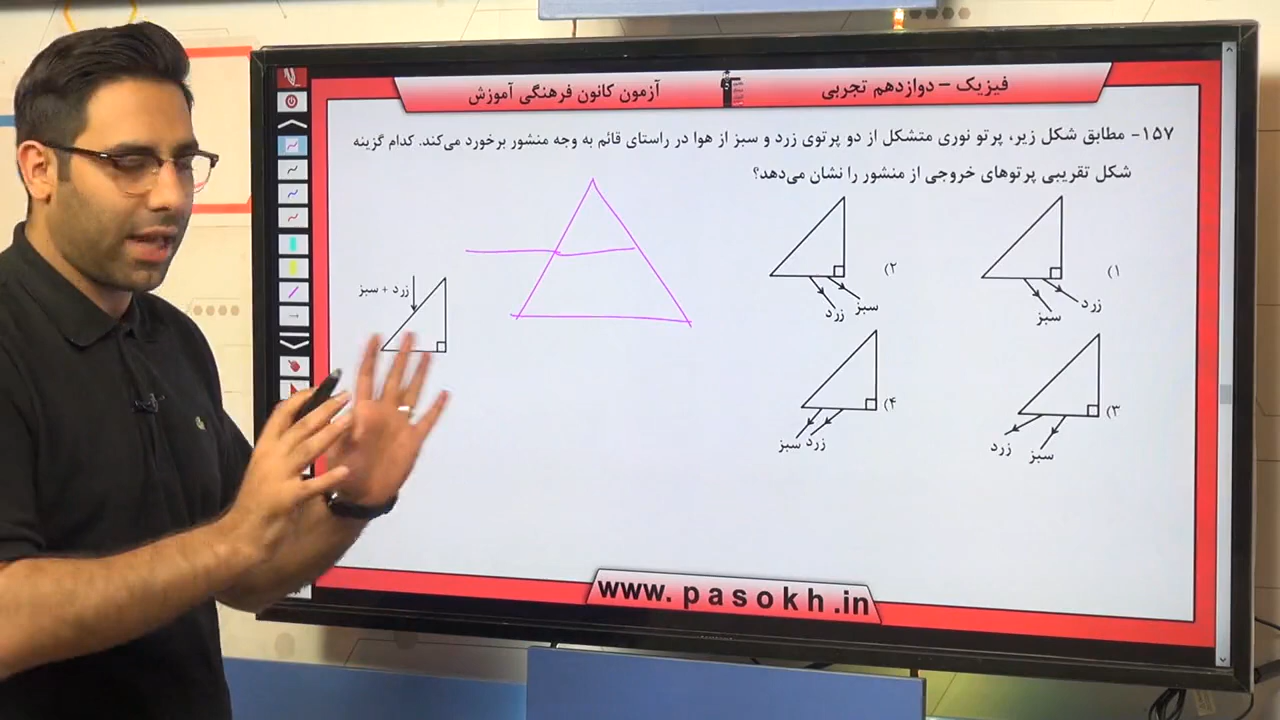 فیزیک - دوازدهم تجربی
آزمون کانون فرهنگی آموزش
۱۵۷- مطابق شکل زیر، پرتو نوری متشکل از دو پرتوی زرد و سبز از هوا در راستای قائم به وجه منشور برخورد می‌کند. کدام گزینه
شکل تقریبی پرتوهای خروجی از منشور را نشان می‌دهد؟
زرد + سبز
۱)
زرد
سبز
۲)
سبز
زرد
۳)
زرد
سبز
۴)
سبز
زرد
www.pasokh.in